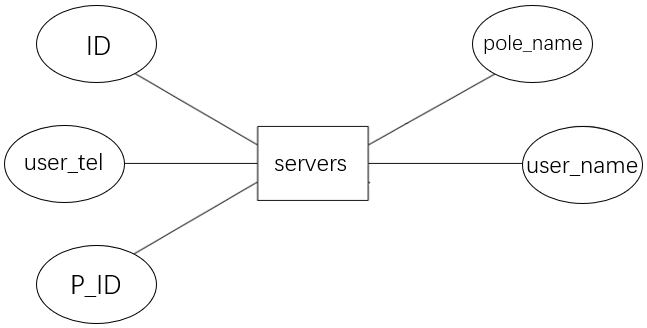 ID
pole_name
user_tel
servers
user_name
P_ID